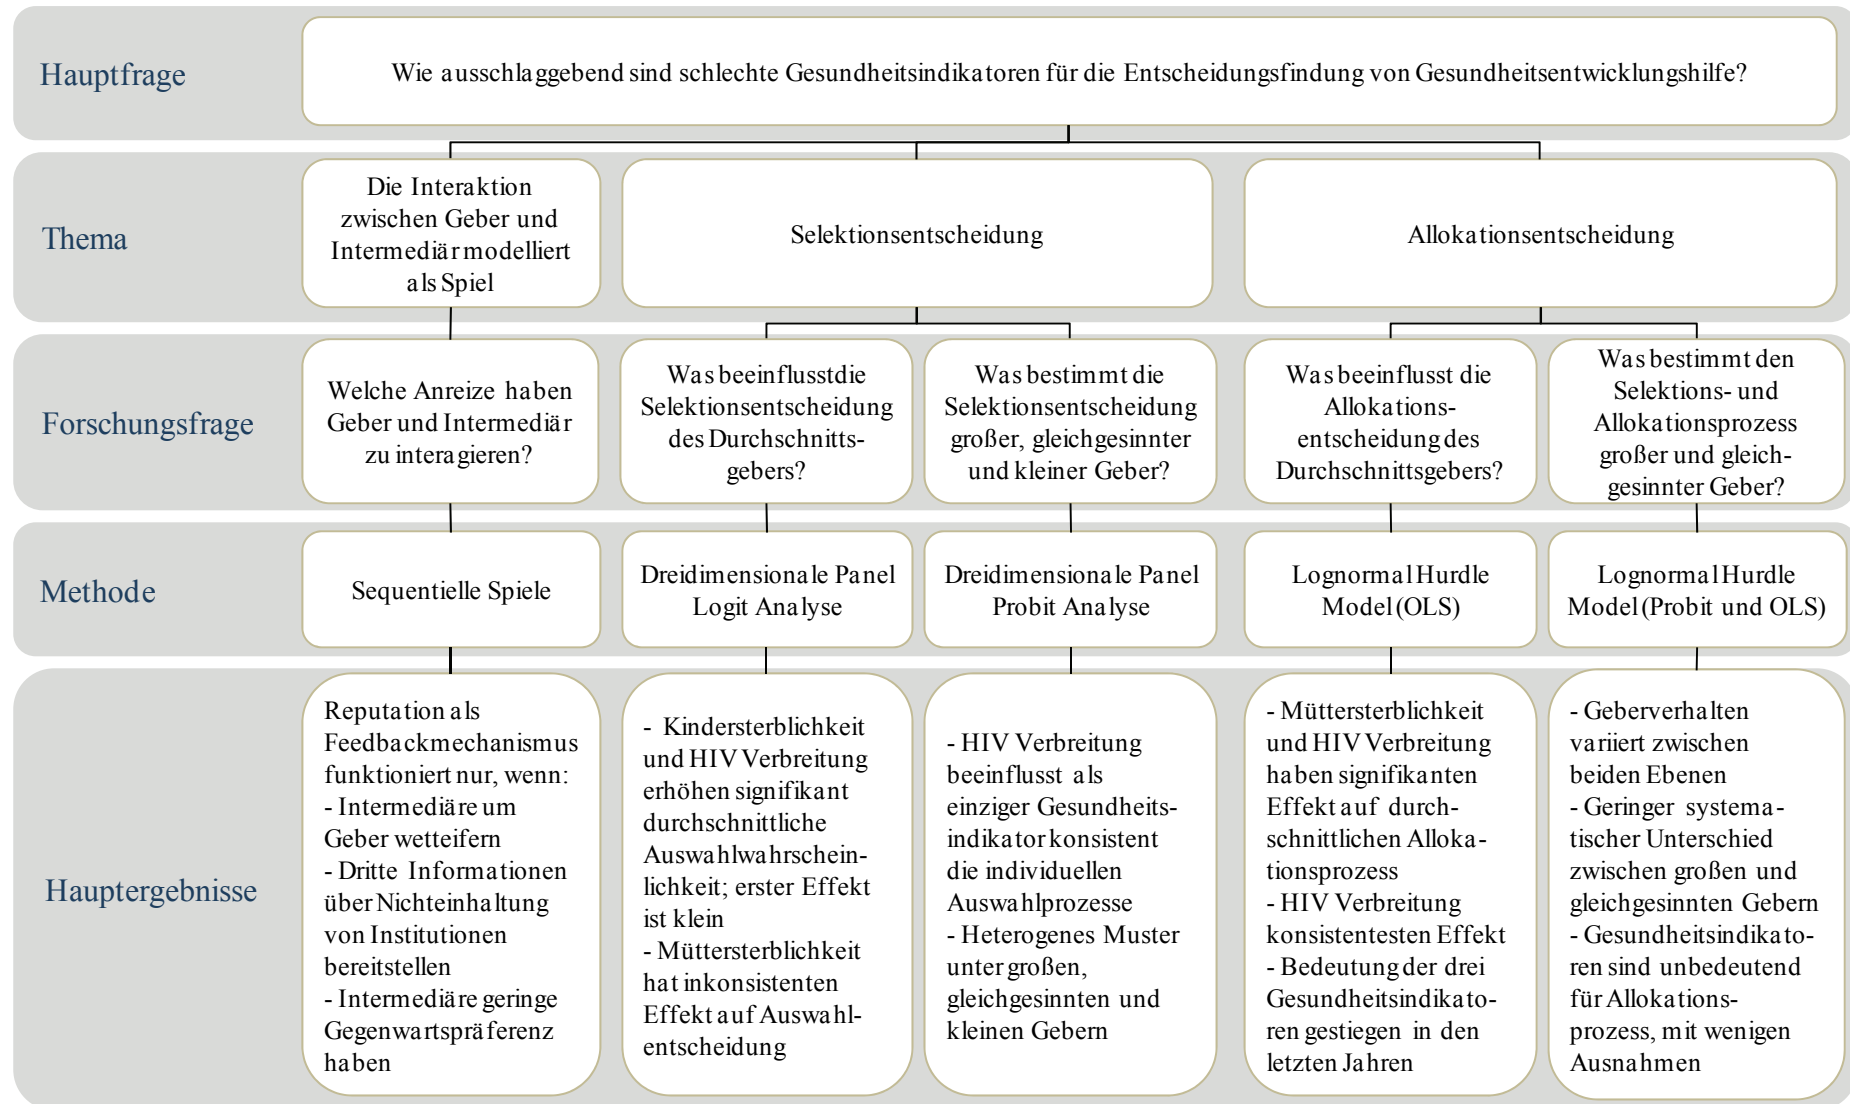 Hauptfrage
Wie ausschlaggebend sind schlechte Gesundheitsindikatoren für die Entscheidungsfindung von Gesundheitsentwicklungshilfe?
Thema
Die Interaktion
zwischen Geber und
Intermediär modelliert
als Spiel
Selektionsentscheidung
Allokationsentscheidung
Forschungsfrage
Welche Anreize haben
Geber und Intermediär
zu interagieren?
Was beeinflusst die
Selektionsentscheidung
des Durchschnitts-
gebers?
Was bestimmt die
Selektionsentscheidung
großer, gleichgesinnter
und kleiner Geber?
Was beeinflusst die
Allokations-
entscheidung des
Durchschnittsgebers?
Was bestimmt den
Selektions- und
Allokationsprozess
großer und gleich-
gesinnter Geber?
Methode
Sequentielle Spiele
Dreidimensionale Panel
Logit Analyse
Dreidimensionale Panel
Probit Analyse
Lognormal Hurdle
Model (OLS)
Lognormal Hurdle
Model (Probit und OLS)
Hauptergebnisse
Reputation als
Feedbackmechanismus
funktioniert nur, wenn:
- Intermediäre um
Geber wetteifern
- Dritte Informationen
über Nichteinhaltung
von Institutionen
bereitstellen
- Intermediäre geringe
Gegenwartspräferenz
haben
- Kindersterblichkeit
und HIV Verbreitung
erhöhen signifikant
durchschnittliche
Auswahlwahrschein-
lichkeit; erster Effekt
ist klein
- Müttersterblichkeit
hat inkonsistenten
Effekt auf Auswahl-
entscheidung
- HIV Verbreitung
beeinflusst als
einziger Gesundheits-
indikator konsistent
die individuellen
Auswahlprozesse
- Heterogenes Muster
unter großen,
gleichgesinnten und
kleinen Gebern
- Müttersterblichkeit
und HIV Verbreitung
haben signifikanten
Effekt auf durch-
schnittlichen Alloka-
tionsprozess
- HIV Verbreitung
konsistentesten Effekt
- Bedeutung der drei
Gesundheitsindikato-
ren gestiegen in den
letzten Jahren
- Geberverhalten
variiert zwischen
beiden Ebenen
- Geringer systema-
tischer Unterschied
zwischen großen und
gleichgesinnten Gebern
- Gesundheitsindikato-
ren sind unbedeutend
für Allokations-
prozess, mit wenigen
Ausnahmen